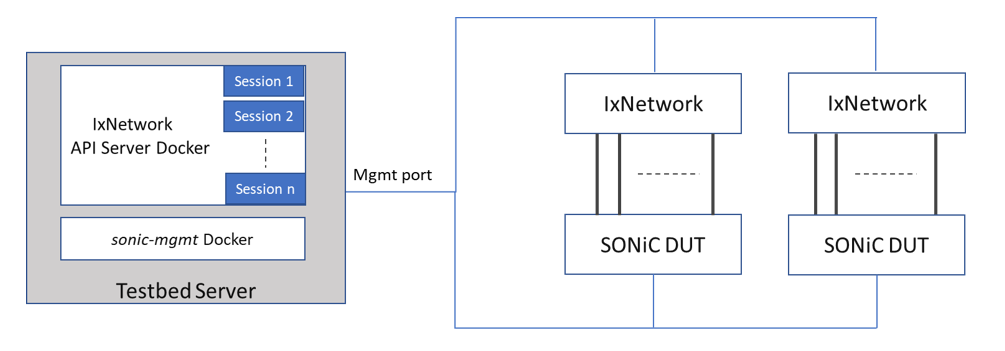 Session 1
Session 2
IxNetwork
API Server Docker
Session n
sonic-mgmt Docker
Testbed Server
Mgmt port
IxNetwork
IxNetwork
SONiC DUT
SONiC DUT